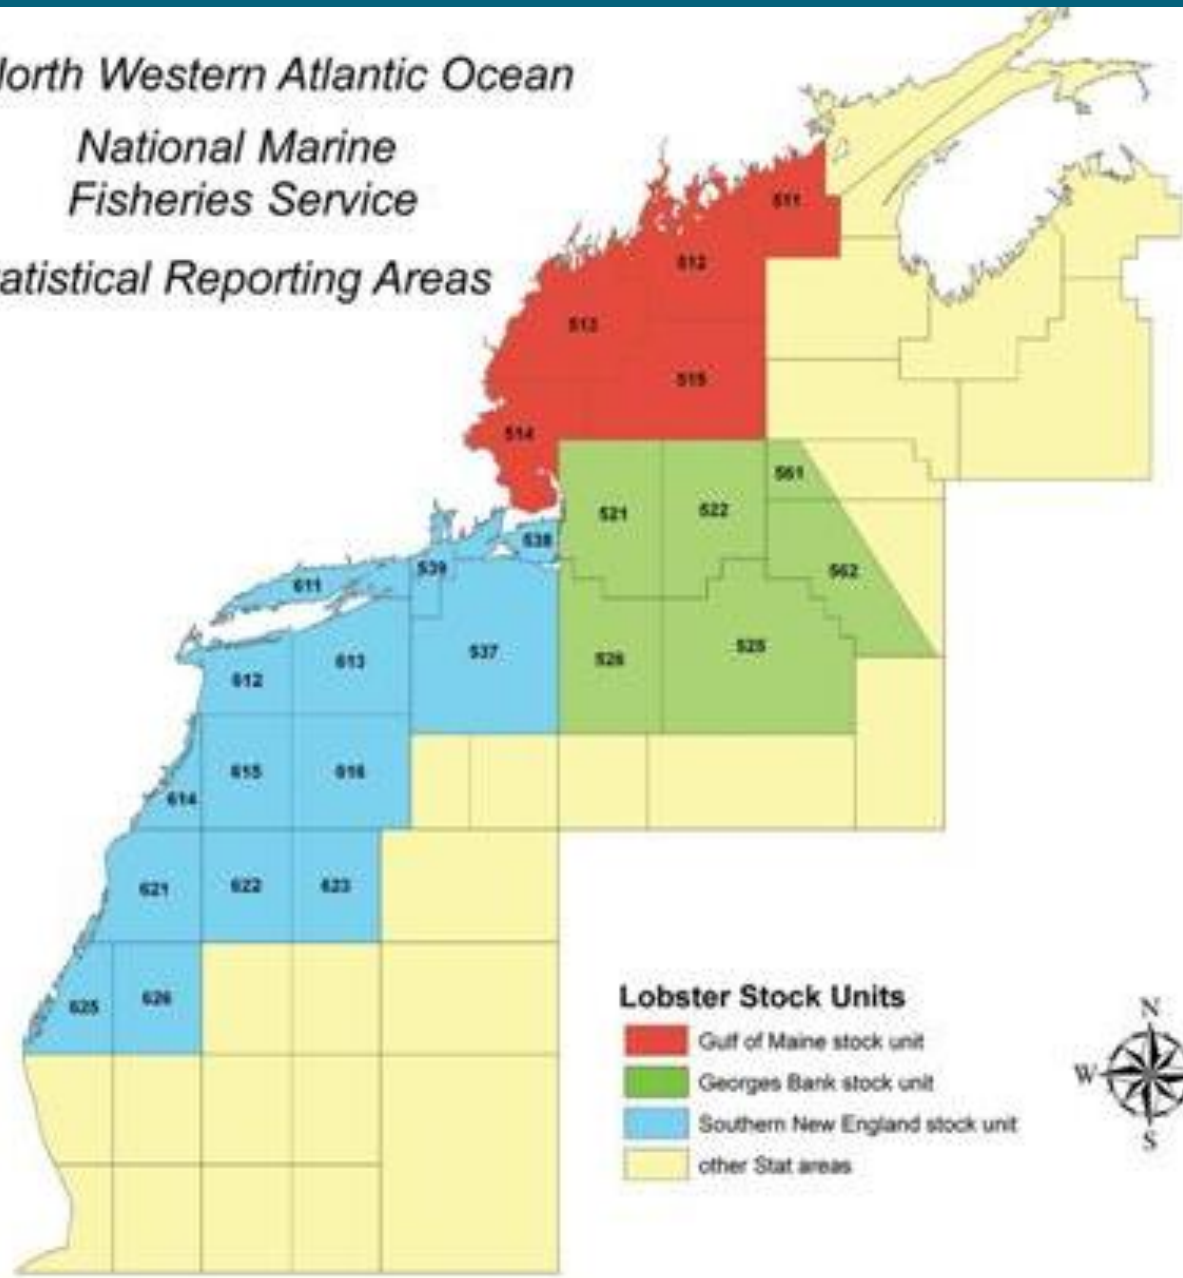 orth Western Atlantic Ocean
National Marine
Fisheries Service
atistical Reporting Areas
511
512
513
515
514
561
521
522
538
539
562
611
537
526
525
613
612
615
616
614
621
622
623
625
626
Lobster Stock Units
Gulf of Maine stock unit
Georges Bank stock unit
Southern New England stock unit
other Stat areas
N
W
S